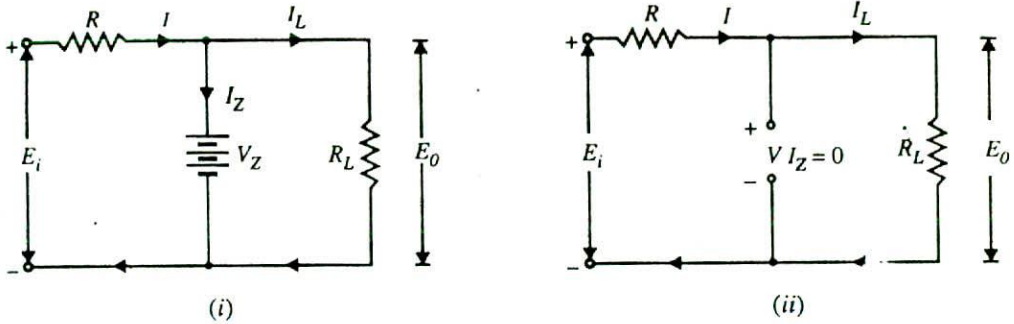 R I I_L
+
I_Z
E_i V_Z R_L E_0
−
(i)
R I I_L
+
+
E_i V I_Z = 0 R_L E_0
−
−
(ii)